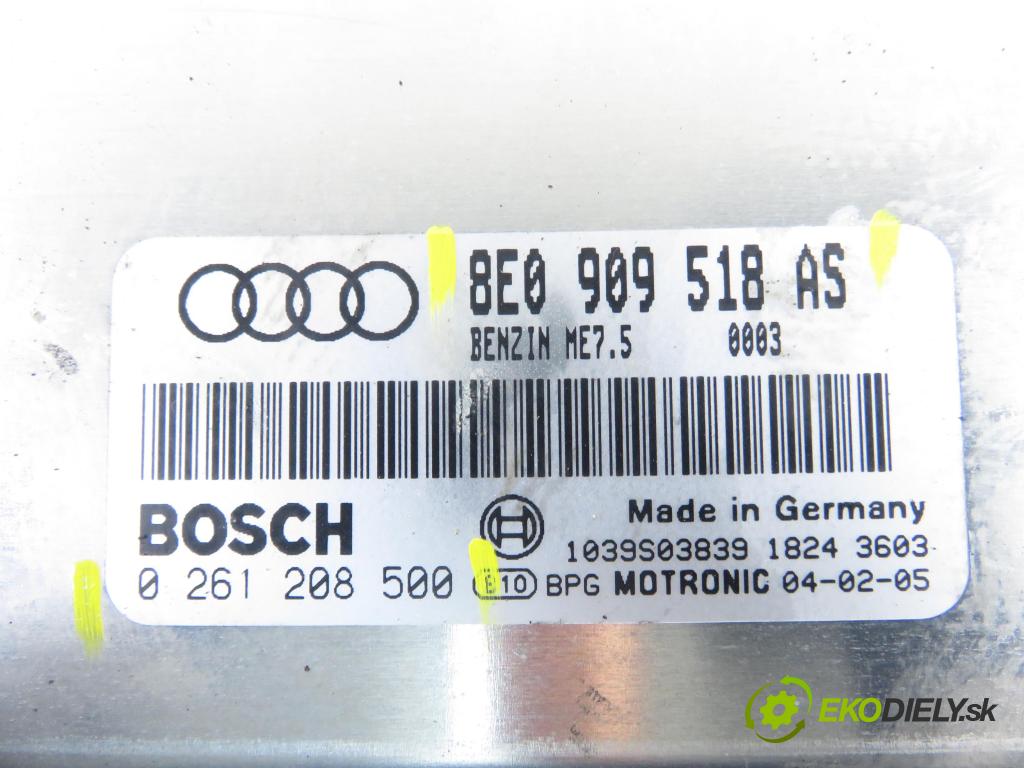 8E0 909 518 AS
BENZIN ME7.5 0003
BOSCH
Made in Germany
1039S03839 1824 3603
0 261 208 500 E10 BPG MOTRONIC 04-02-05
EKODIELY.sk